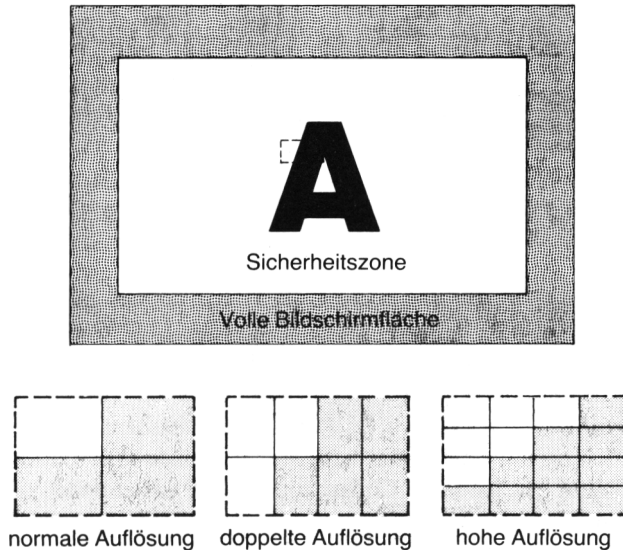 A
Sicherheitszone
Volle Bildschirmfläche
normale Auflösung doppelte Auflösung hohe Auflösung